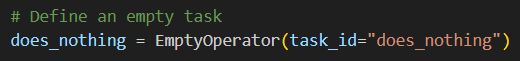 # Define an empty task
does_nothing = EmptyOperator(task_id="does_nothing")